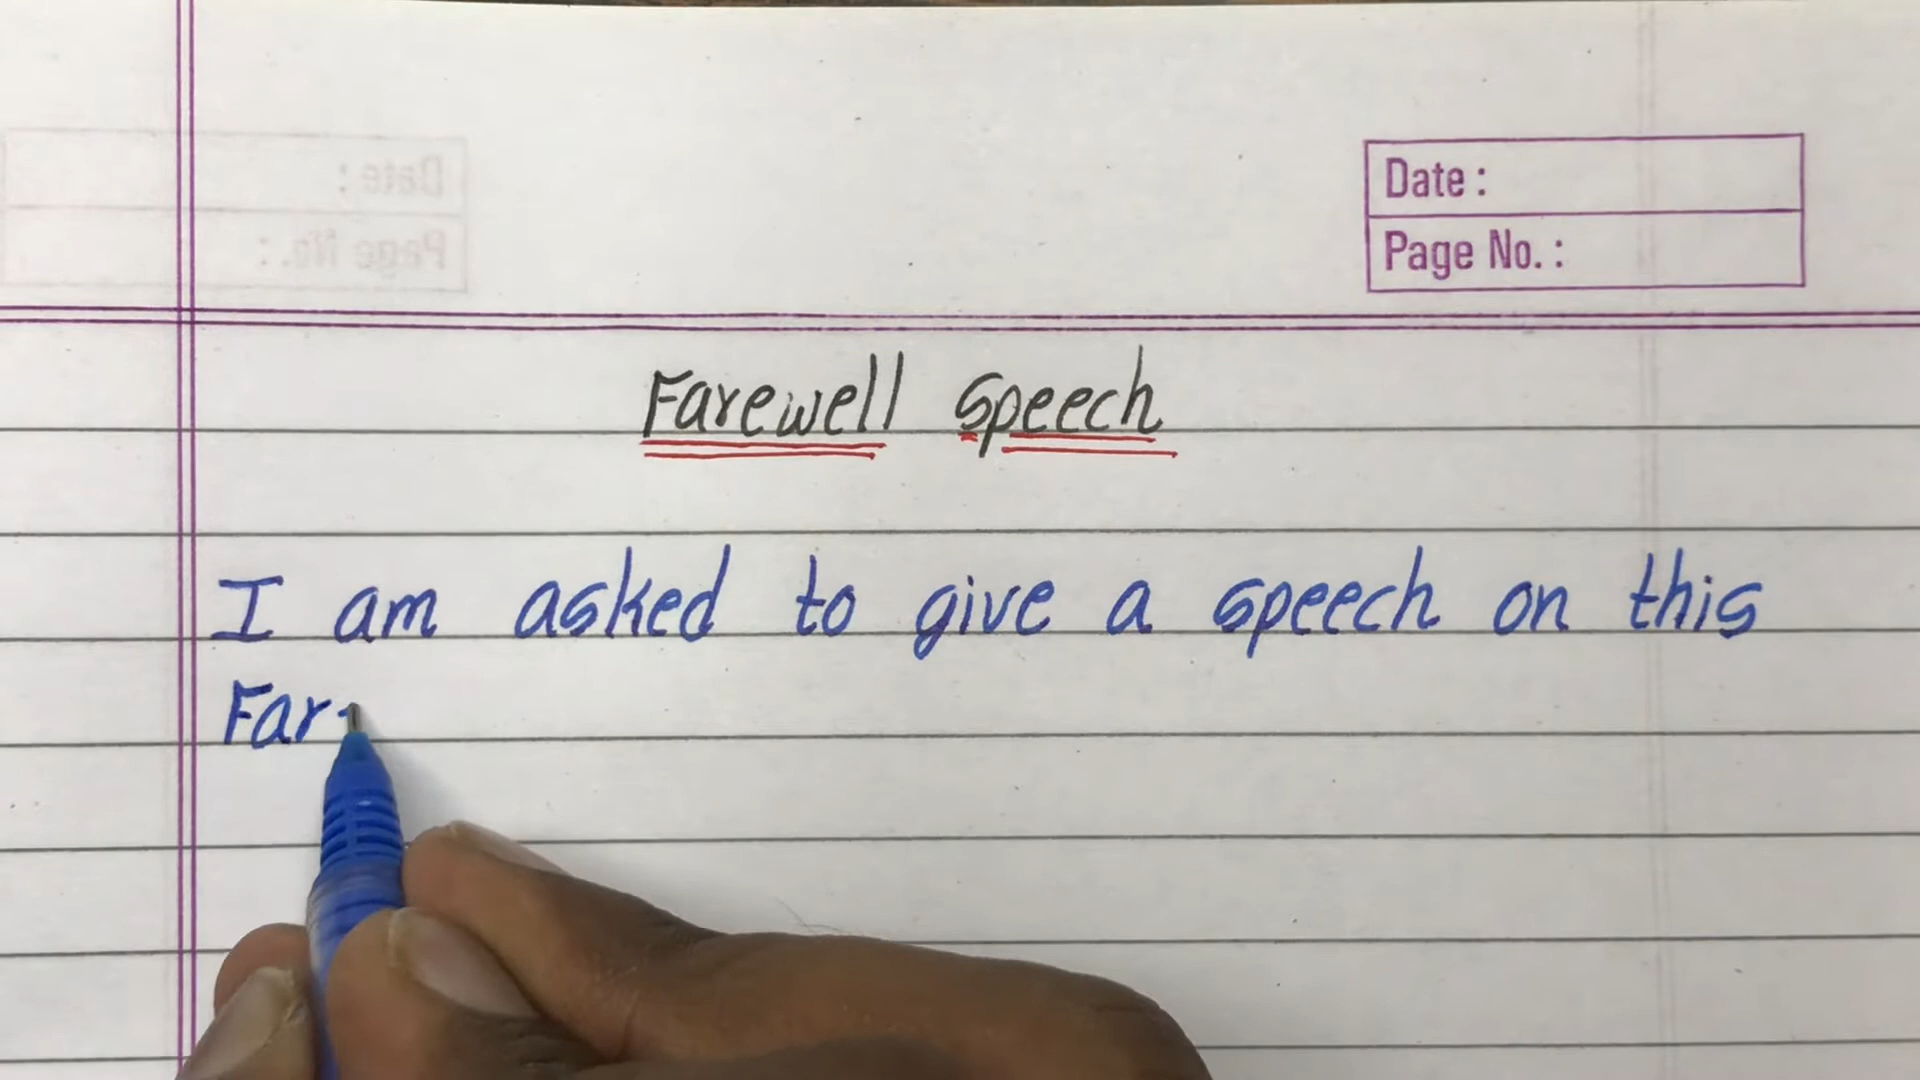 Date :
Page No. :
Farewell speech
I am asked to give a speech on this
Far